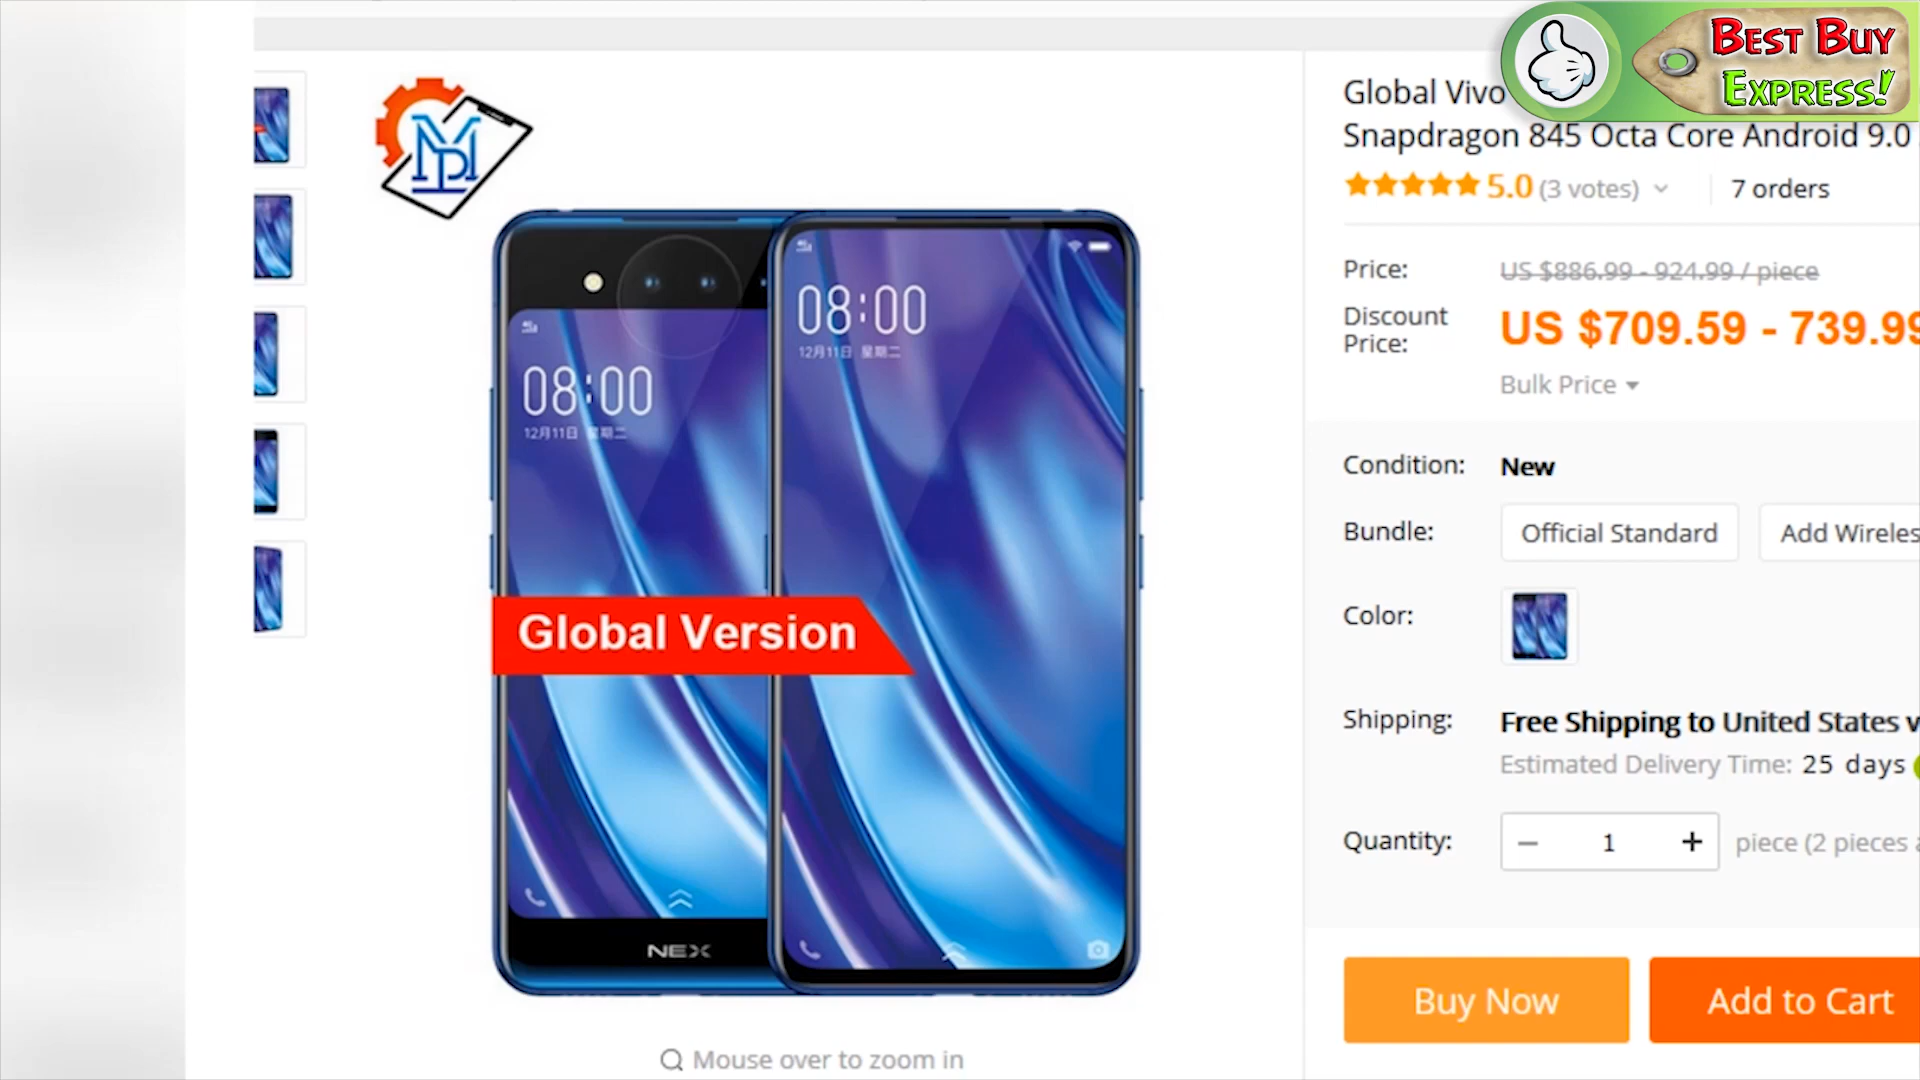 BEST BUY
EXPRESS!
YPM
Global Vivo
Snapdragon 845 Octa Core Android 9.0
5.0 (3 votes)
7 orders
Price:
US $886.99 - 924.99 / piece
Discount
Price:
US $709.59 - 739.99
Bulk Price
Condition:
New
Bundle:
Official Standard
Add Wireles
Color:
Shipping:
Free Shipping to United States v
Estimated Delivery Time: 25 days
Quantity:
1
piece (2 pieces a
Buy Now
Add to Cart
08:00
12月11日 星期二
08:00
12月11日 星期二
Global Version
NEX
Mouse over to zoom in